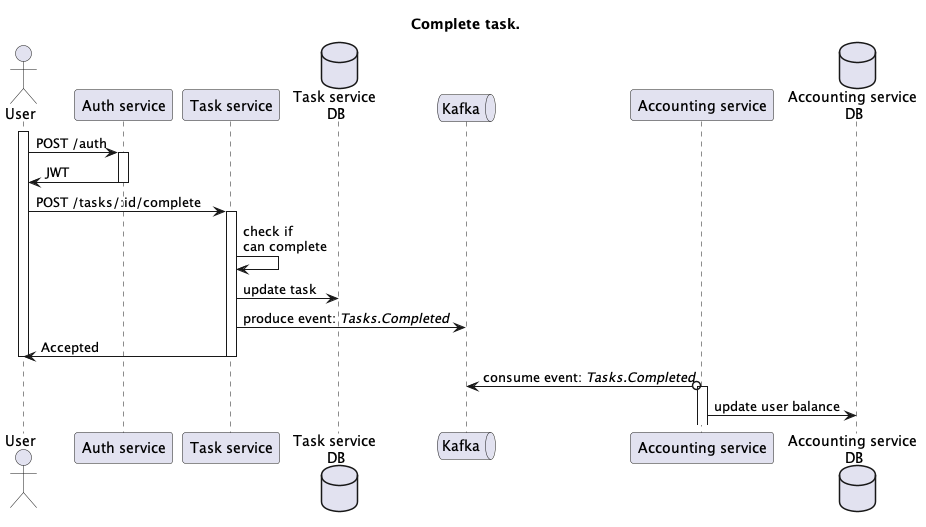 Complete task.
User
Auth service
Task service
Task service
DB
Kafka
Accounting service
Accounting service
DB
POST /auth
JWT
POST /tasks/:id/complete
check if
can complete
update task
produce event: Tasks.Completed
Accepted
consume event: Tasks.Completed
update user balance
User
Auth service
Task service
Task service
DB
Kafka
Accounting service
Accounting service
DB